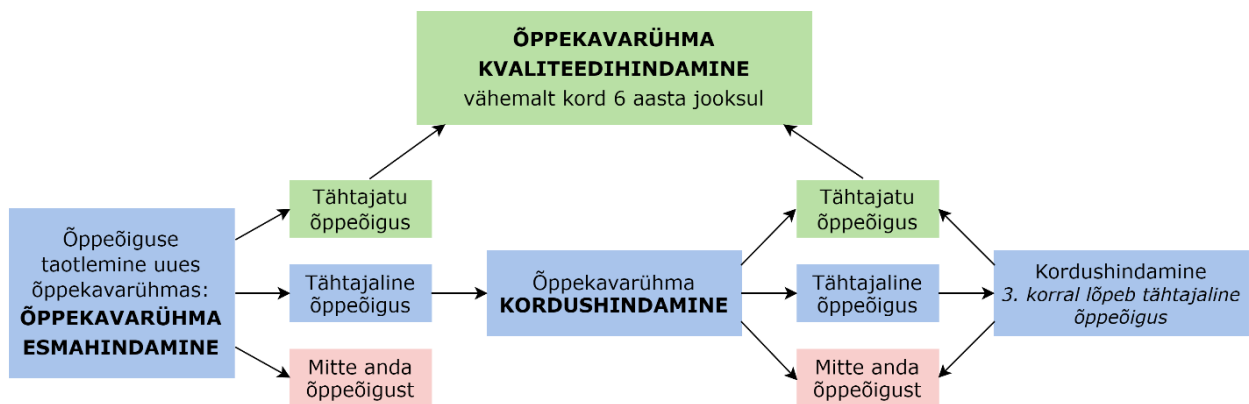 ÕPPEKAVARÜHMA
KVALITEEDIHINDAMINE
vähemalt kord 6 aasta jooksul
Õppeõiguse
taotlemine uues
õppekavarühmas:
ÕPPEKAVARÜHMA
ESMAHINDAMINE
Tähtajatu
õppeõigus
Tähtajaline
õppeõigus
Mitte anda
õppeõigust
Õppekavarühma
KORDUSHINDAMINE
Tähtajatu
õppeõigus
Tähtajaline
õppeõigus
Mitte anda
õppeõigust
Kordushindamine
3. korral lõpeb tähtajaline
õppeõigus